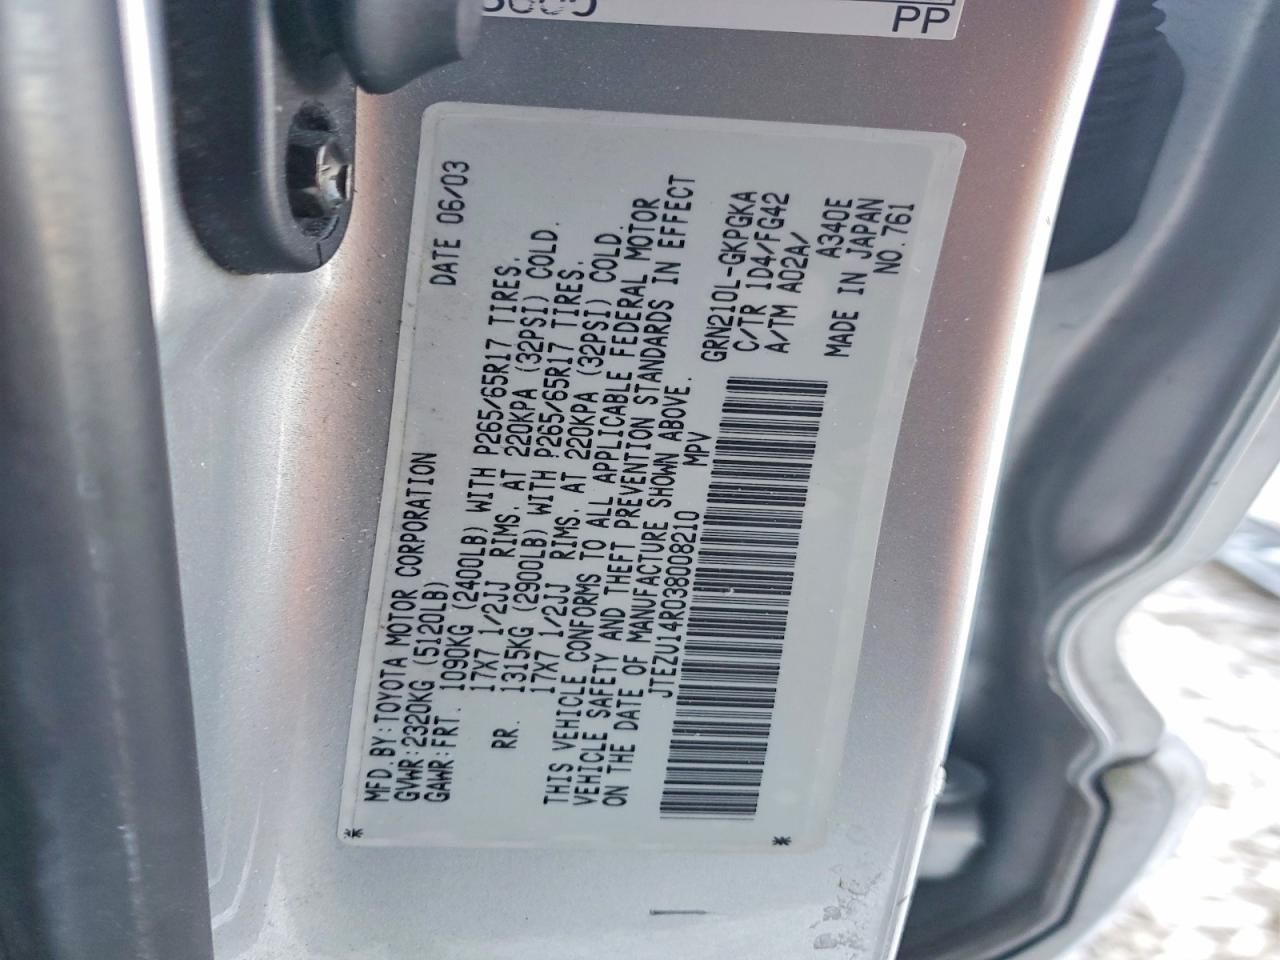 PP
DATE 06/03
MFD.BY:TOYOTA MOTOR CORPORATION
GVWR:2320KG (5120LB)
GAWR:FRT. 1090KG (2400LB) WITH P265/65R17 TIRES,
17X7 1/2JJ RIMS, AT 220KPA (32PSI) COLD.
RR. 1315KG (2900LB) WITH P265/65R17 TIRES,
17X7 1/2JJ RIMS, AT 220KPA (32PSI) COLD.
THIS VEHICLE CONFORMS TO ALL APPLICABLE FEDERAL MOTOR
VEHICLE SAFETY AND THEFT PREVENTION STANDARDS IN EFFECT
ON THE DATE OF MANUFACTURE SHOWN ABOVE.
JTEZU14R038008210 MPV
GRN210L-GKPGKA
C/TR 1D4/FG42
A/TM A02A/
A340E
MADE IN JAPAN
NO.761
* *